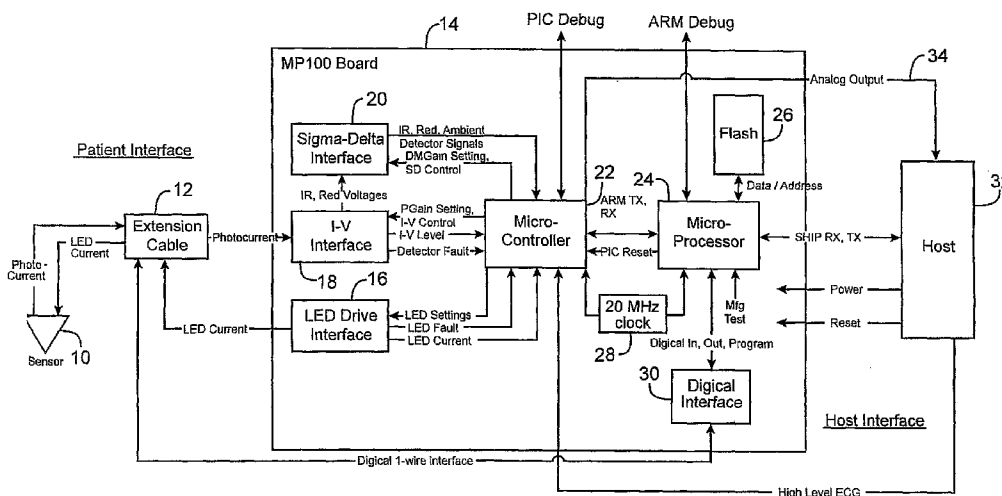 PIC Debug
ARM Debug
14
34
MP100 Board
Analog Output
20
26
Sigma-Delta
Interface
IR, Red, Ambient
Detector Signals
DMGain Setting,
SD Control
Flash
Patient Interface
22
24
Data / Address
12
IR, Red Voltages
PGain Setting,
I-V Control
I-V Level
Detector Fault
ARM TX,
RX
Extension
Cable
Photocurrent
I-V
Interface
Micro-
Controller
Micro-
Processor
SHIP RX, TX
Host
LED
Current
PIC Reset
18
16
Photo-
Current
Power
LED Drive
Interface
LED Settings
LED Fault
LED Current
20 MHz
clock
Mfg
Test
Reset
LED Current
28
Digical In, Out, Program
10
Sensor
30
Digical
Interface
Host Interface
Digical 1-wire interface
High Level ECG